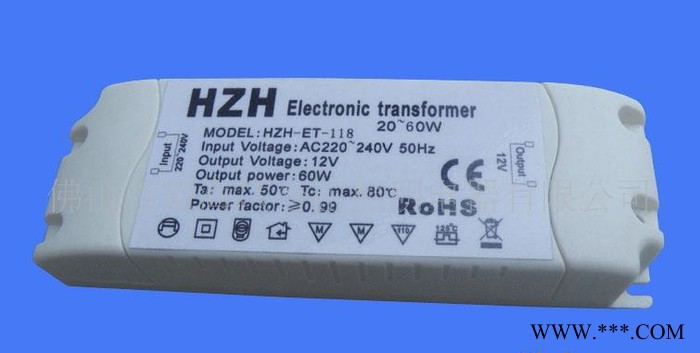 HZH Electronic transformer
20~60W
MODEL:HZH-ET-118
Input Voltage:AC220~240V 50Hz
Output Voltage:12V
Output power:60W
Ta: max.50℃ Tc: max.80℃
Power factor:≥0.99
Input
220~240V
12V
Output
CE
RoHS
M
M
110
125℃
WWW.***.COM